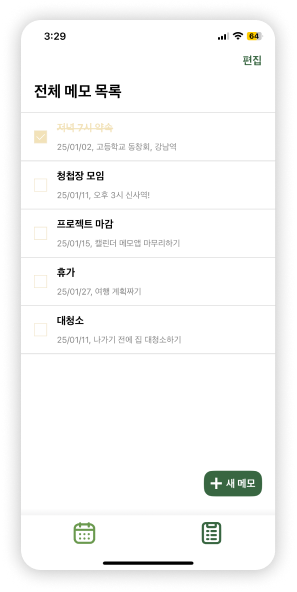 3:29
64
편집
전체 메모 목록
저녁 7시 약속
25/01/02, 고등학교 동창회, 강남역
청첩장 모임
25/01/11, 오후 3시 신사역!
프로젝트 마감
25/01/15, 캘린더 메모앱 마무리하기
휴가
25/01/27, 여행 계획짜기
대청소
25/01/11, 나가기 전에 집 대청소하기
새 메모